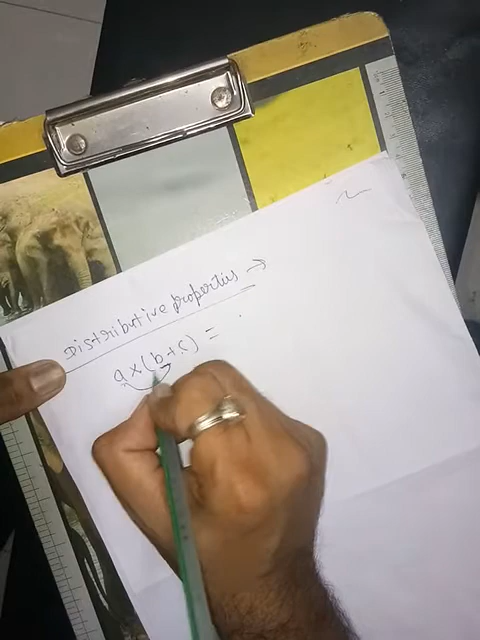 Distributive properties →
a × (b + c) =